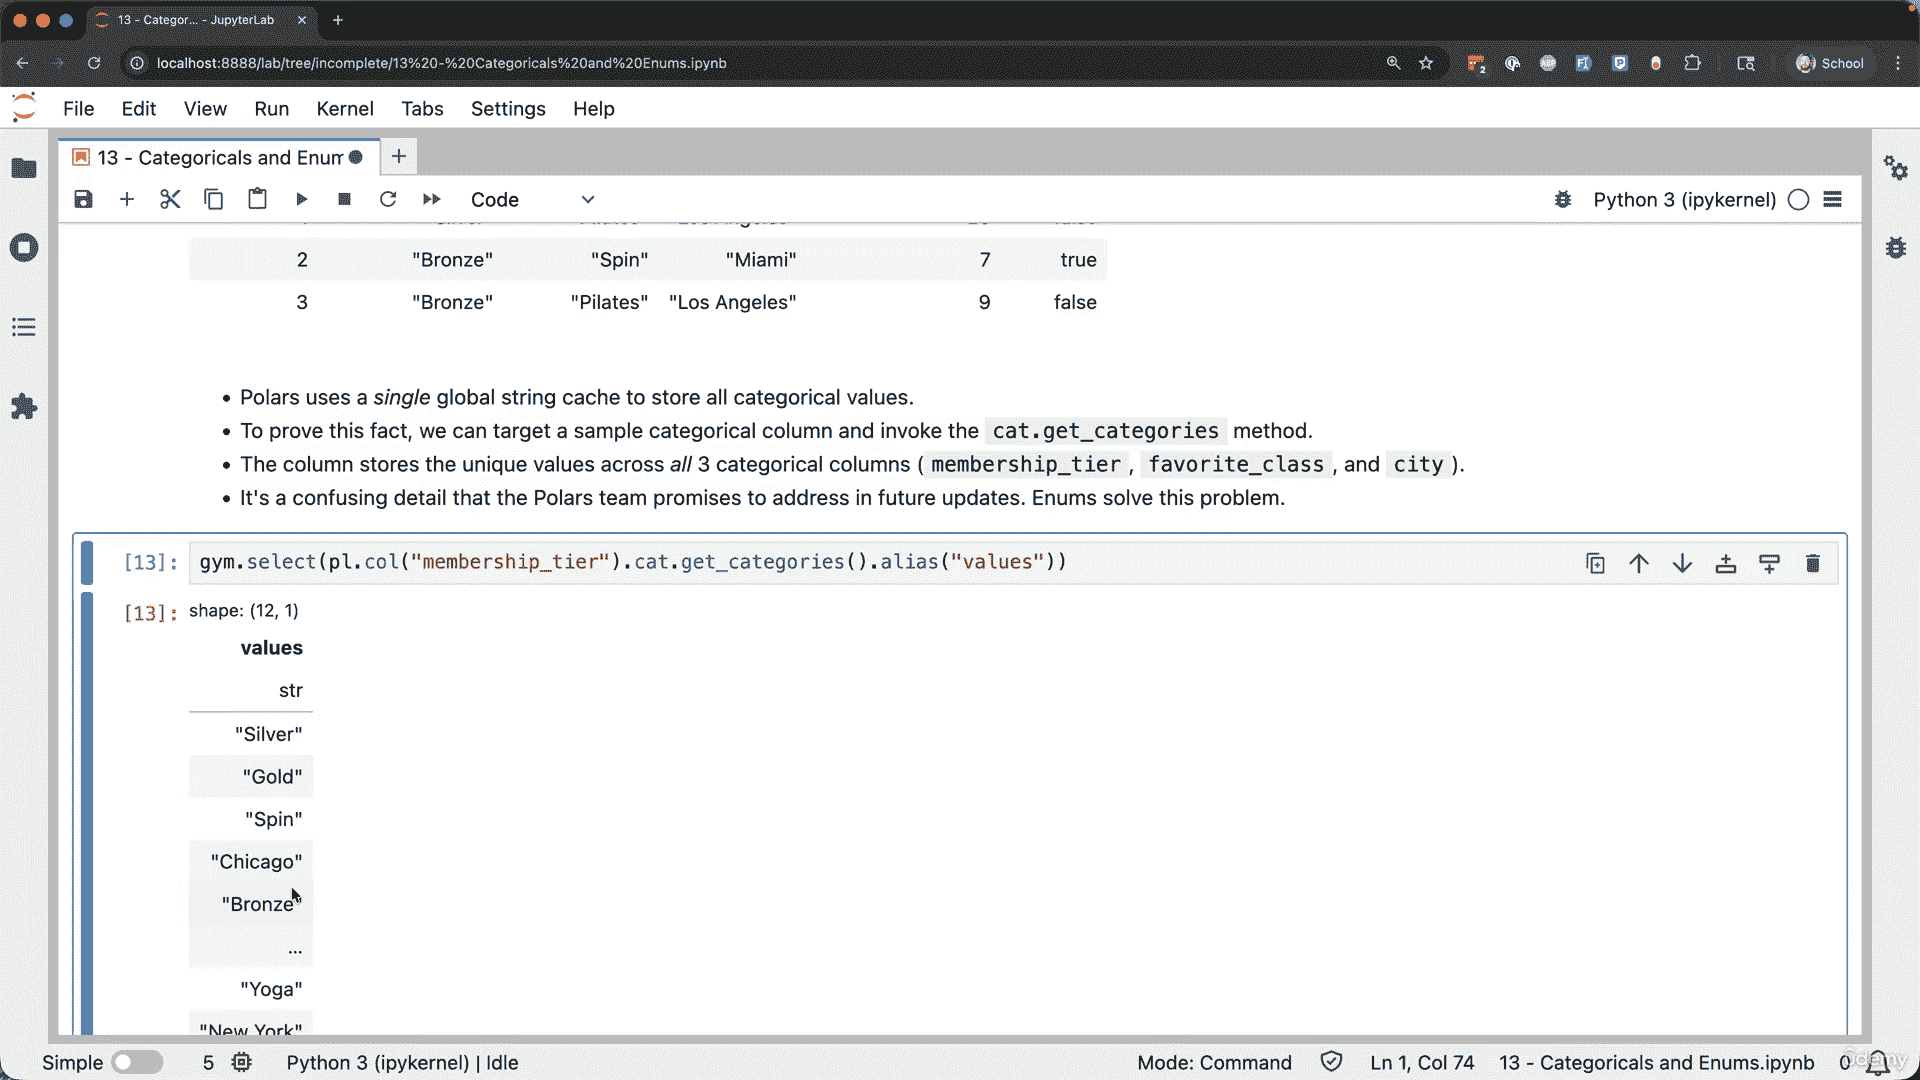 13 - Categor... - JupyterLab
localhost:8888/lab/tree/incomplete/13%20-%20Categoricals%20and%20Enums.ipynb
2
School
File Edit View Run Kernel Tabs Settings Help
13 - Categoricals and Enum
Code
Python 3 (ipykernel)
2 "Bronze" "Spin" "Miami" 7 true
3 "Bronze" "Pilates" "Los Angeles" 9 false
• Polars uses a single global string cache to store all categorical values.
• To prove this fact, we can target a sample categorical column and invoke the cat.get_categories method.
• The column stores the unique values across all 3 categorical columns ( membership_tier , favorite_class , and city ).
• It's a confusing detail that the Polars team promises to address in future updates. Enums solve this problem.
[13]: gym.select(pl.col("membership_tier").cat.get_categories().alias("values"))
[13]: shape: (12, 1)
values
str
"Silver"
"Gold"
"Spin"
"Chicago"
"Bronze"
...
"Yoga"
"New York"
Simple 5 Python 3 (ipykernel) | Idle Mode: Command Ln 1, Col 74 13 - Categoricals and Enums.ipynb 0
Udemy